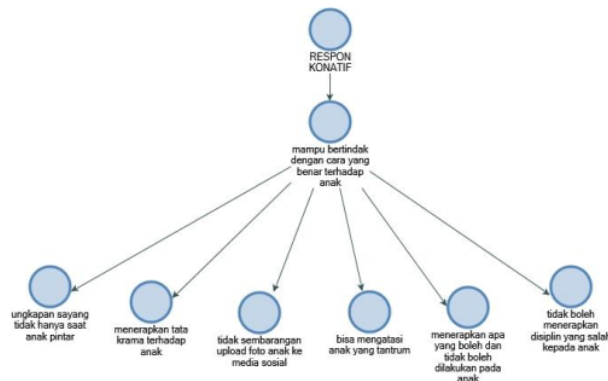 RESPON
KONATIF
mampu bertindak
dengan cara yang
benar terhadap
anak
ungkapan sayang
tidak hanya saat
anak pintar
menerapkan tata
krama terhadap
anak
tidak sembarangan
upload foto anak ke
media sosial
bisa mengatasi
anak yang tantrum
menerapkan apa
yang boleh dan
tidak boleh
dilakukan pada
anak
tidak boleh
menerapkan
disiplin yang salah
kepada anak